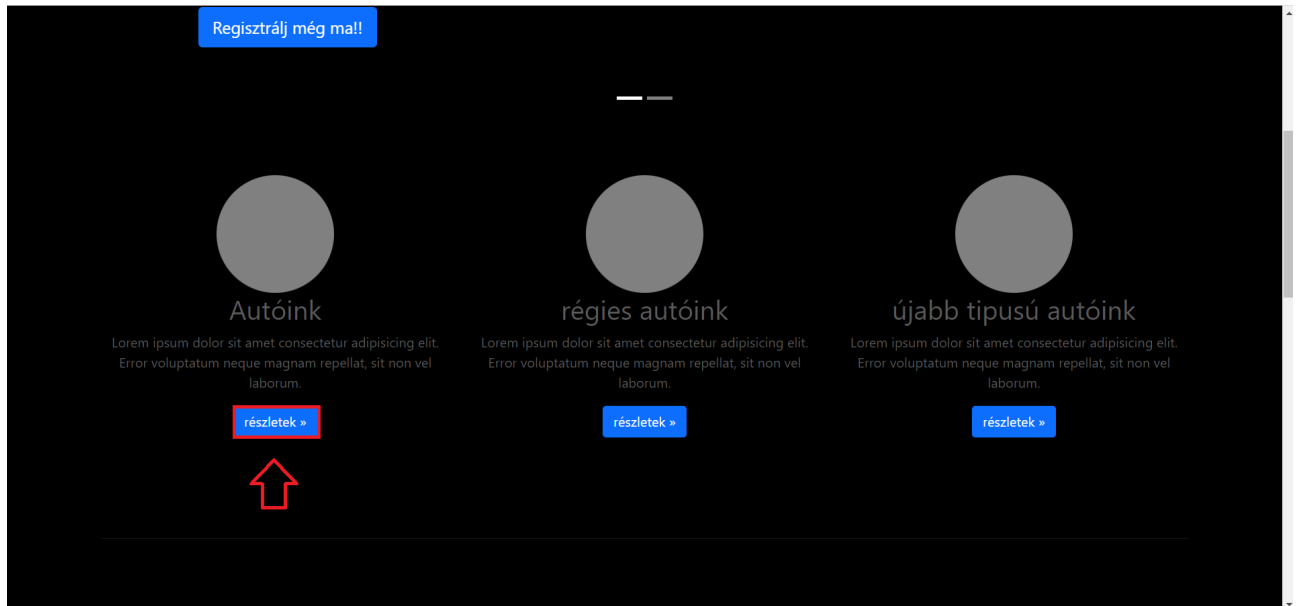 Regisztrálj még ma!!
Autóink
Lorem ipsum dolor sit amet consectetur adipisicing elit.
Error voluptatum neque magnam repellat, sit non vel
laborum.
részletek »
régies autóink
Lorem ipsum dolor sit amet consectetur adipisicing elit.
Error voluptatum neque magnam repellat, sit non vel
laborum.
részletek »
újabb tipusú autóink
Lorem ipsum dolor sit amet consectetur adipisicing elit.
Error voluptatum neque magnam repellat, sit non vel
laborum.
részletek »